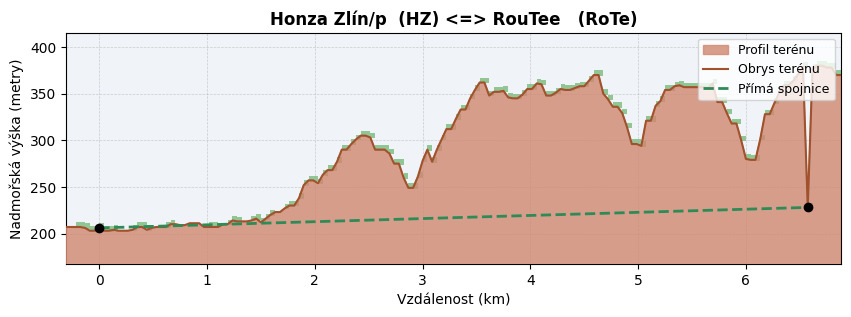 Honza Zlín/p  (HZ) <=> RouTee   (RoTe)
Profil terénu
Obrys terénu
Přímá spojnice
Nadmořská výška (metry)
400
350
300
250
200
0 1 2 3 4 5 6
Vzdálenost (km)